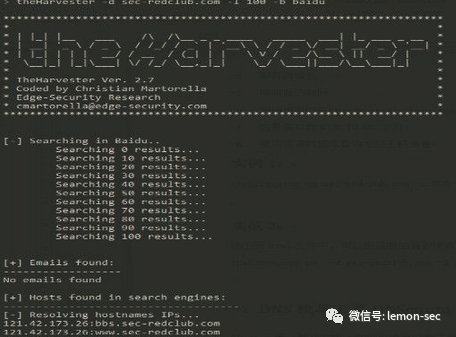 > theHarvester -d sec-redclub.com -l 100 -b baidu
*******************************************************************
* TheHarvester Ver. 2.7 *
* Coded by Christian Martorella *
* Edge-Security Research *
* cmartorella@edge-security.com *
*******************************************************************
[-] Searching in Baidu..
Searching 0 results...
Searching 10 results...
Searching 20 results...
Searching 30 results...
Searching 40 results...
Searching 50 results...
Searching 60 results...
Searching 70 results...
Searching 80 results...
Searching 90 results...
Searching 100 results...
[+] Emails found:
------------------
No emails found
[+] Hosts found in search engines:
------------------------------------
[-] Resolving hostnames IPs...
121.42.173.26:bbs.sec-redclub.com
121.42.173.26:www.sec-redclub.com
微信号: lemon-sec